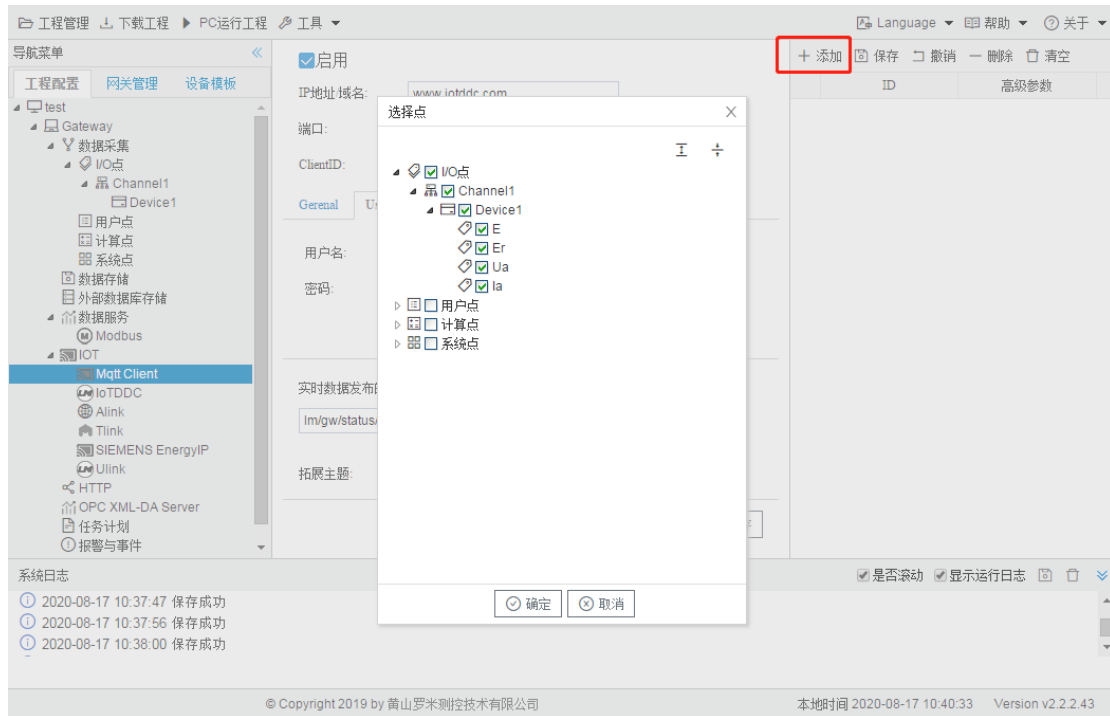 工程管理 下载工程 PC运行工程 工具 Language 帮助 关于
导航菜单
工程配置 网关管理 设备模板
test
Gateway
数据采集
I/O点
Channel1
Device1
用户点
计算点
系统点
数据存储
外部数据库存储
数据服务
Modbus
IOT
Mqtt Client
IoTDDC
Alink
Tlink
SIEMENS EnergyIP
Ulink
HTTP
OPC XML-DA Server
任务计划
报警与事件
启用
IP地址/域名: www.iotddc.com
端口:
ClientID:
Gerenal
用户名:
密码:
实时数据发布的
lm/gw/status/
拓展主题:
选择点
I/O点
Channel1
Device1
E
Er
Ua
Ia
用户点
计算点
系统点
确定 取消
添加 保存 撤销 删除 清空
ID 高级参数
系统日志 是否滚动 显示运行日志
2020-08-17 10:37:47 保存成功
2020-08-17 10:37:56 保存成功
2020-08-17 10:38:00 保存成功
© Copyright 2019 by 黄山罗米测控技术有限公司 本地时间 2020-08-17 10:40:33 Version v2.2.2.43